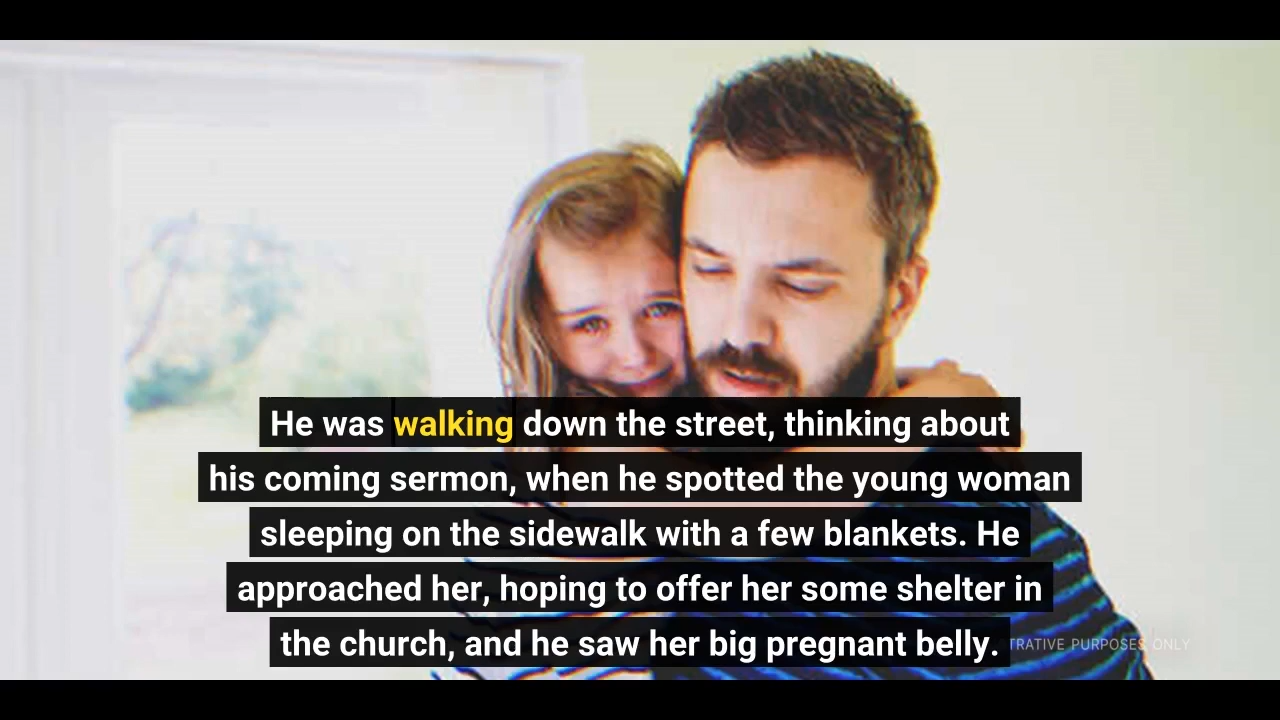 He was walking down the street, thinking about
his coming sermon, when he spotted the young woman
sleeping on the sidewalk with a few blankets. He
approached her, hoping to offer her some shelter in
the church, and he saw her big pregnant belly.
PURPOSES ONLY